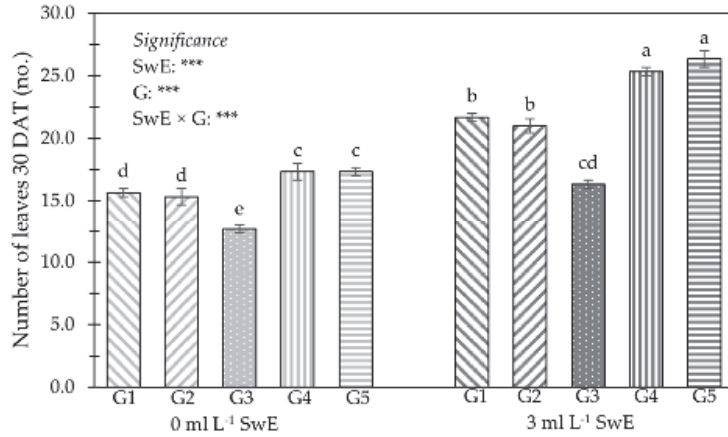 Number of leaves 30 DAT (no.)
30.0
25.0
20.0
15.0
10.0
5.0
0.0
Significance
SwE: ***
G: ***
SwE × G: ***
d
d
e
c
c
b
b
cd
a
a
G1 G2 G3 G4 G5 G1 G2 G3 G4 G5
0 ml L⁻¹ SwE 3 ml L⁻¹ SwE